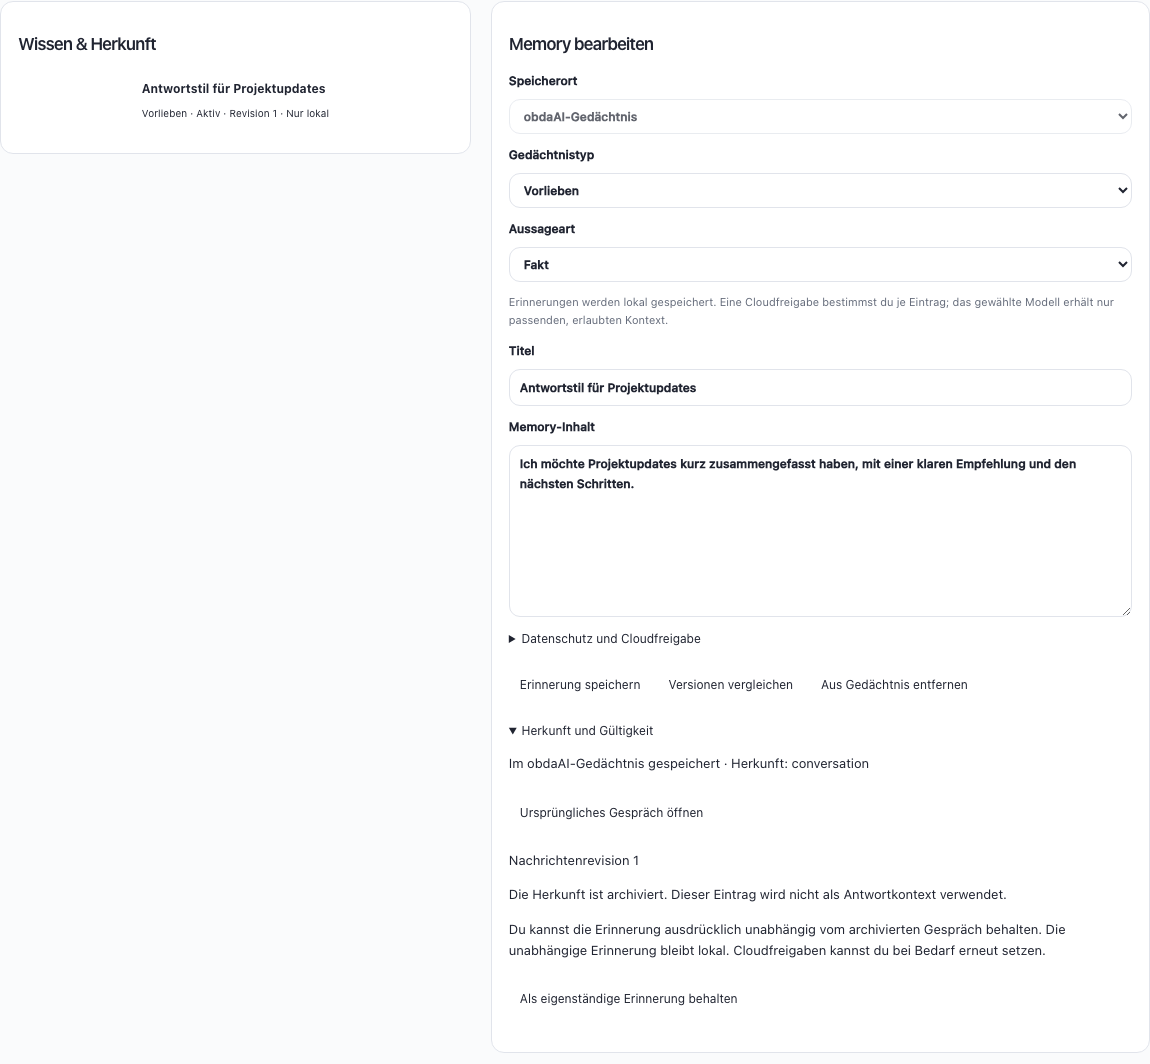 Wissen & Herkunft
Antwortstil für Projektupdates
Vorlieben · Aktiv · Revision 1 · Nur lokal
Memory bearbeiten
Speicherort
obdaAI-Gedächtnis
Gedächtnistyp
Vorlieben
Aussageart
Fakt
Erinnerungen werden lokal gespeichert. Eine Cloudfreigabe bestimmst du je Eintrag; das gewählte Modell erhält nur
passenden, erlaubten Kontext.
Titel
Antwortstil für Projektupdates
Memory-Inhalt
Ich möchte Projektupdates kurz zusammengefasst haben, mit einer klaren Empfehlung und den
nächsten Schritten.
Datenschutz und Cloudfreigabe
Erinnerung speichern Versionen vergleichen Aus Gedächtnis entfernen
Herkunft und Gültigkeit
Im obdaAI-Gedächtnis gespeichert · Herkunft: conversation
Ursprüngliches Gespräch öffnen
Nachrichtenrevision 1
Die Herkunft ist archiviert. Dieser Eintrag wird nicht als Antwortkontext verwendet.
Du kannst die Erinnerung ausdrücklich unabhängig vom archivierten Gespräch behalten. Die
unabhängige Erinnerung bleibt lokal. Cloudfreigaben kannst du bei Bedarf erneut setzen.
Als eigenständige Erinnerung behalten